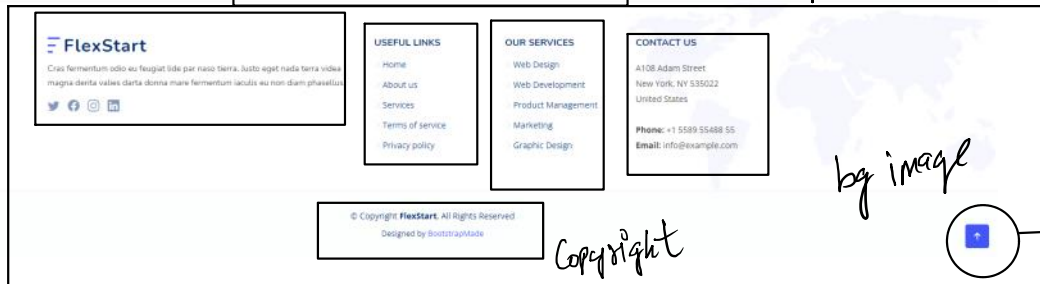 FlexStart
Cras fermentum odio eu feugiat lide par naso tierra. Justo eget nada terra videa
magna derita valies darta donna mare fermentum iaculis eu non diam phasellus
USEFUL LINKS
Home
About us
Services
Terms of service
Privacy policy
OUR SERVICES
Web Design
Web Development
Product Management
Marketing
Graphic Design
CONTACT US
A108 Adam Street
New York, NY 535022
United States
Phone: +1 5589 55488 55
Email: info@example.com
bg image
© Copyright FlexStart. All Rights Reserved
Designed by BootstrapMade
Copyright